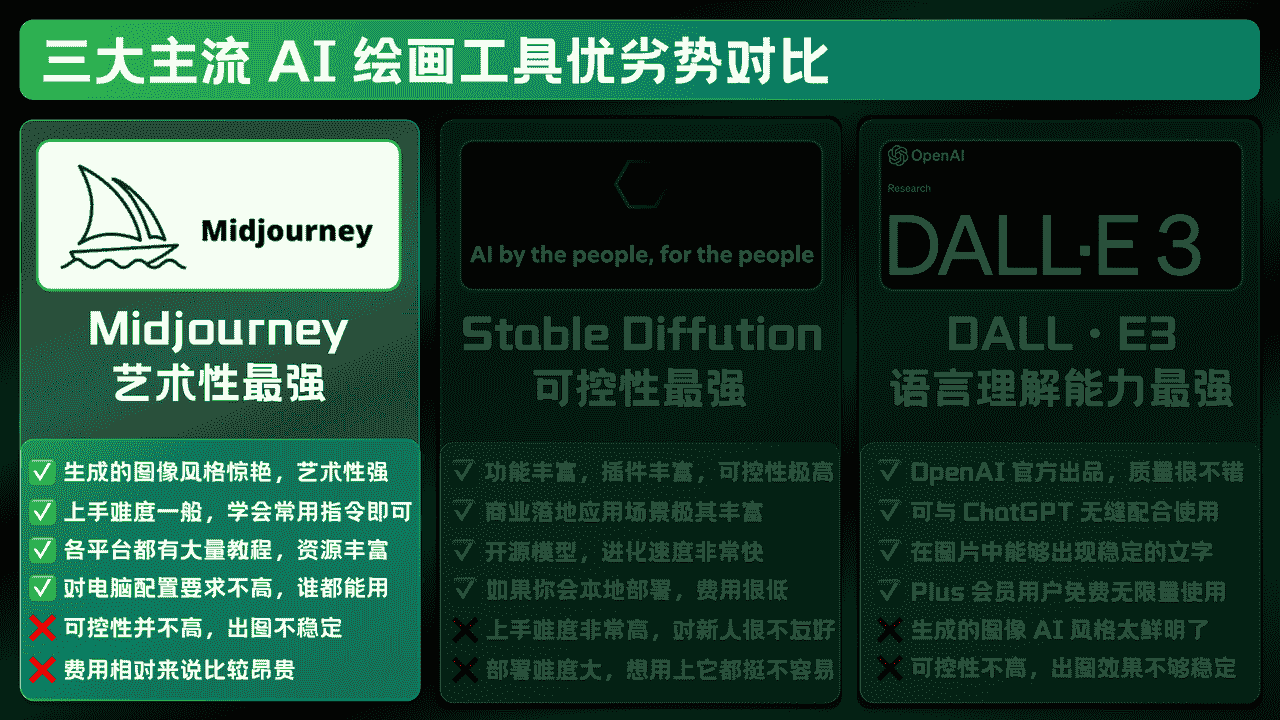 三大主流 AI 绘画工具优劣势对比
Midjourney
Midjourney
艺术性最强
生成的图像风格惊艳，艺术性强
上手难度一般，学会常用指令即可
各平台都有大量教程，资源丰富
对电脑配置要求不高，谁都能用
可控性并不高，出图不稳定
费用相对来说比较昂贵
AI by the people, for the people
Stable Diffution
可控性最强
功能丰富，插件丰富，可控性极高
商业落地应用场景极其丰富
开源模型，进化速度非常快
如果你会本地部署，费用很低
上手难度非常高，对新人很不友好
部署难度大，想用上它都挺不容易
OpenAI
Research
DALL·E 3
DALL · E3
语言理解能力最强
OpenAI 官方出品，质量很不错
可与 ChatGPT 无缝配合使用
在图片中能够出现稳定的文字
Plus 会员用户免费无限量使用
生成的图像 AI 风格太鲜明了
可控性不高，出图效果不够稳定